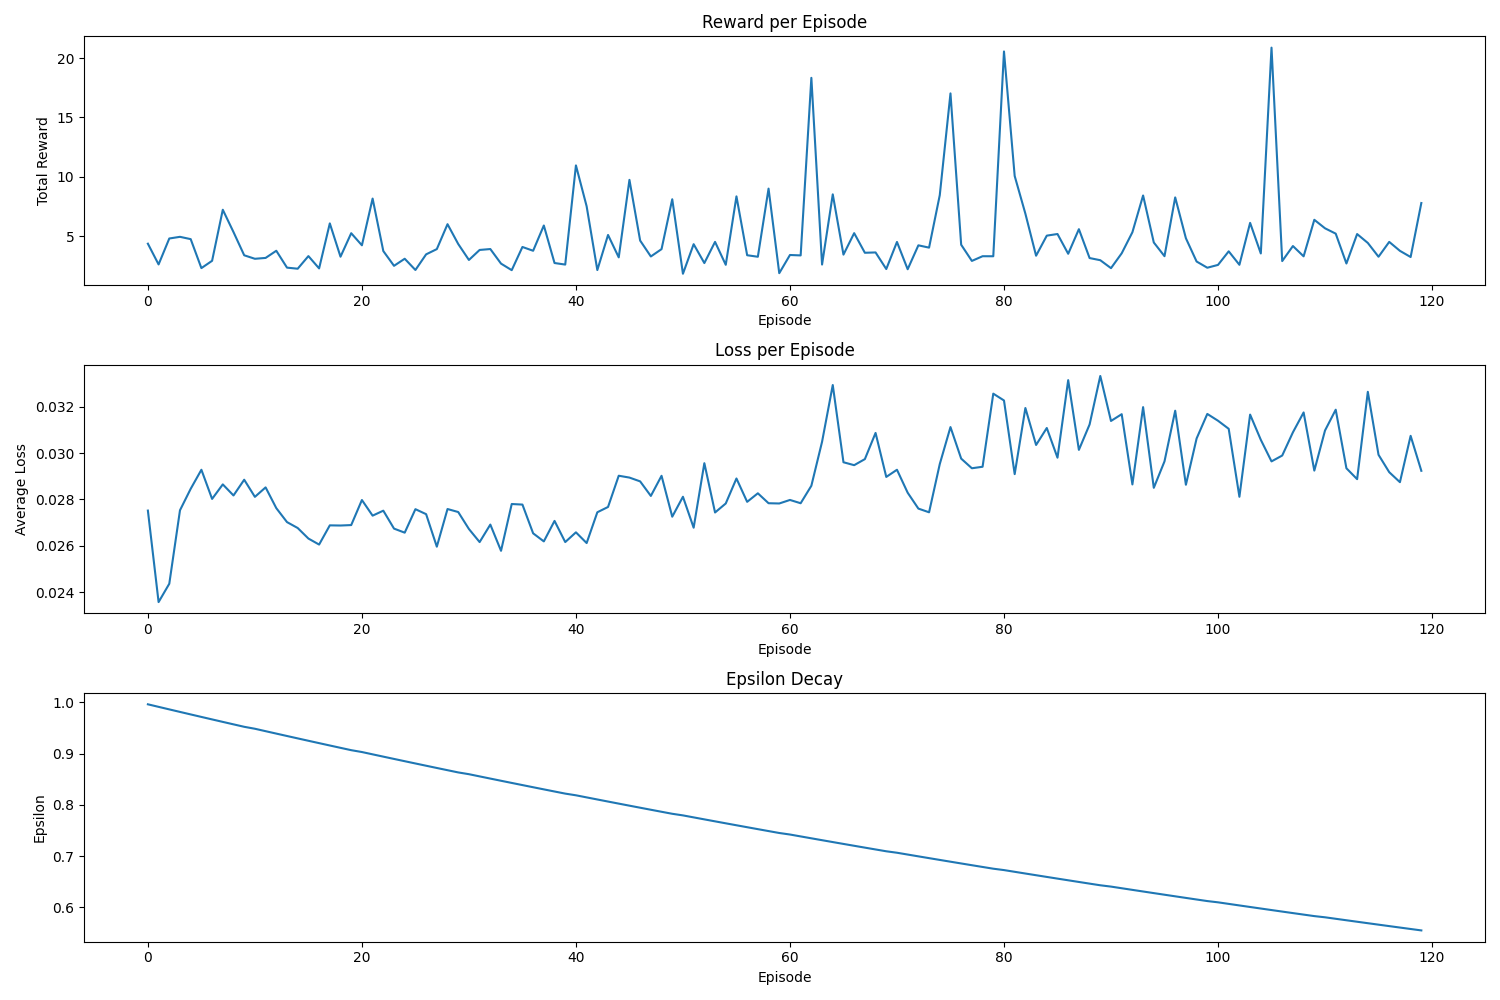 Reward per Episode
Total Reward
20
15
10
5
0 20 40 60 80 100 120
Episode
Loss per Episode
Average Loss
0.032
0.030
0.028
0.026
0.024
0 20 40 60 80 100 120
Episode
Epsilon Decay
Epsilon
1.0
0.9
0.8
0.7
0.6
0 20 40 60 80 100 120
Episode